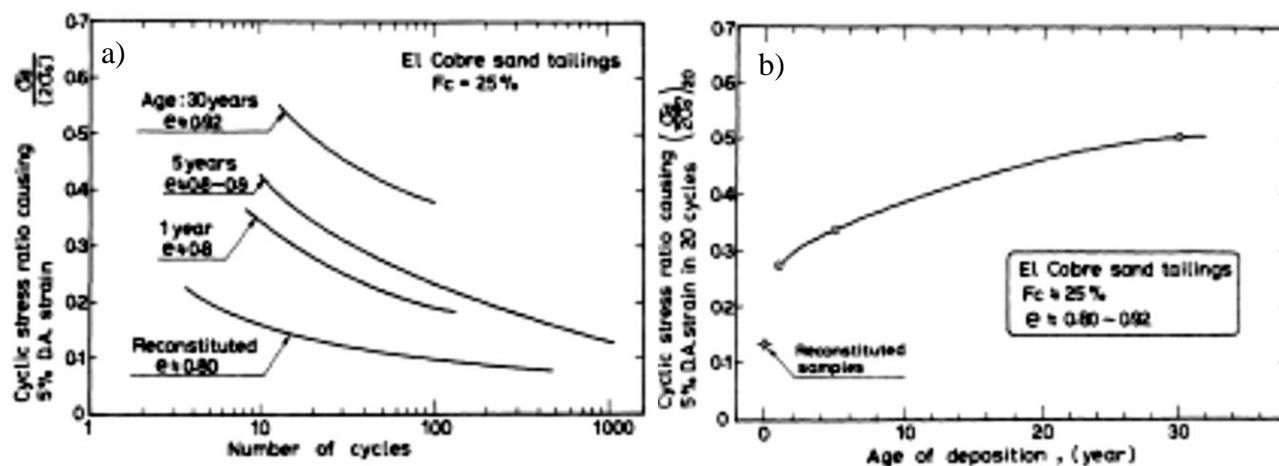 a)
0.7
0.6
0.5
0.4
0.3
0.2
0.1
0
Cyclic stress ratio causing
5% D.A. strain
El Cobre sand tailings
Fc = 25%
Age: 30 years
e ≒ 0.92
5 years
e ≒ 0.8-0.9
1 year
e ≒ 0.8
Reconstituted
e ≒ 0.80
1 10 100 1000
Number of cycles
b)
0.7
0.6
0.5
0.4
0.3
0.2
0.1
0
Cyclic stress ratio causing
5% D.A. strain in 20 cycles
El Cobre sand tailings
Fc ≒ 25%
e ≒ 0.80-0.92
Reconstituted
samples
0 10 20 30
Age of deposition, (year)